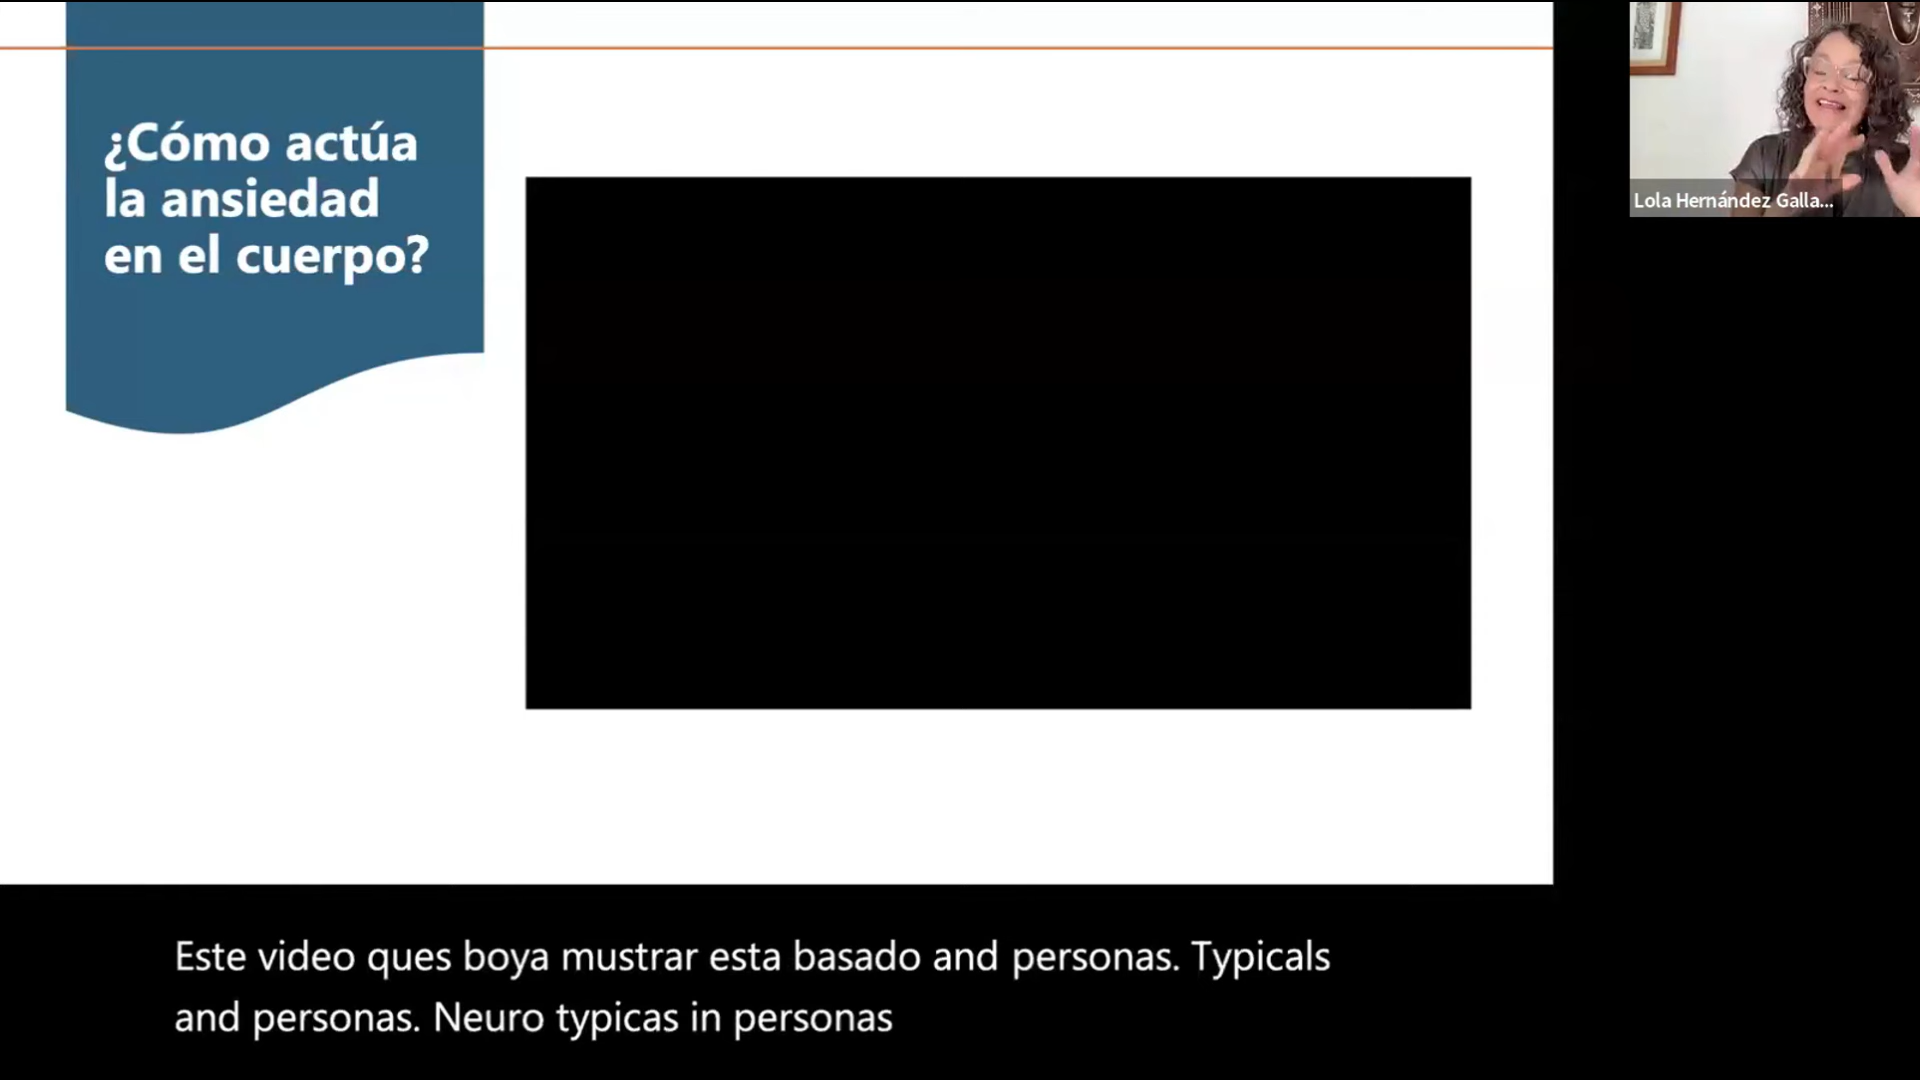 ¿Cómo actúa
la ansiedad
en el cuerpo?
Lola Hernández Galla...
Este video ques boya mustrar esta basado and personas. Typicals
and personas. Neuro typicas in personas